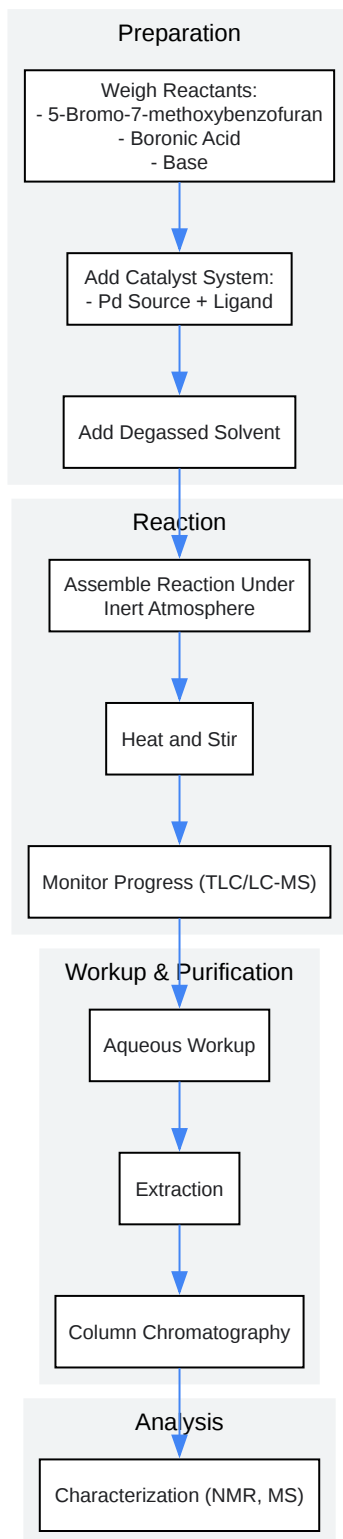 Preparation
Weigh Reactants:
- 5-Bromo-7-methoxybenzofuran
- Boronic Acid
- Base
Add Catalyst System:
- Pd Source + Ligand
Add Degassed Solvent
Reaction
Assemble Reaction Under
Inert Atmosphere
Heat and Stir
Monitor Progress (TLC/LC-MS)
Workup & Purification
Aqueous Workup
Extraction
Column Chromatography
Analysis
Characterization (NMR, MS)